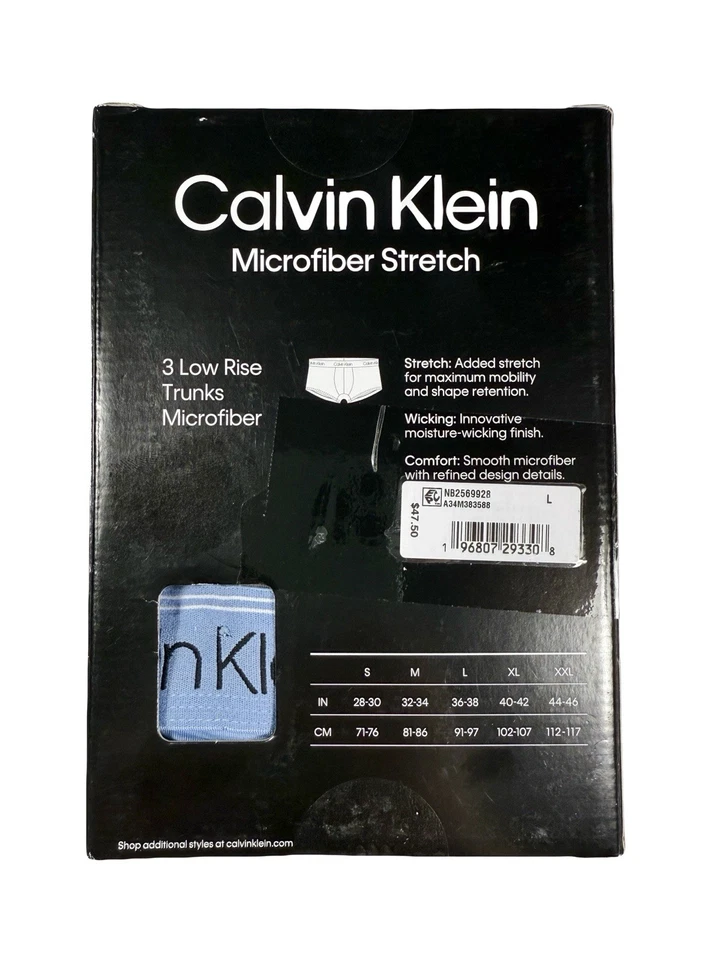 Calvin Klein
Microfiber Stretch
3 Low Rise
Trunks
Microfiber
Calvin Klein
Stretch: Added stretch
for maximum mobility
and shape retention.
Wicking: Innovative
moisture-wicking finish.
Comfort: Smooth microfiber
with refined design details.
NB2569928 L
A34M383588
$47.50
1 96807 29330 8
n Kl
S M L XL XXL
IN 28-30 32-34 36-38 40-42 44-46
CM 71-76 81-86 91-97 102-107 112-117
Shop additional styles at calvinklein.com